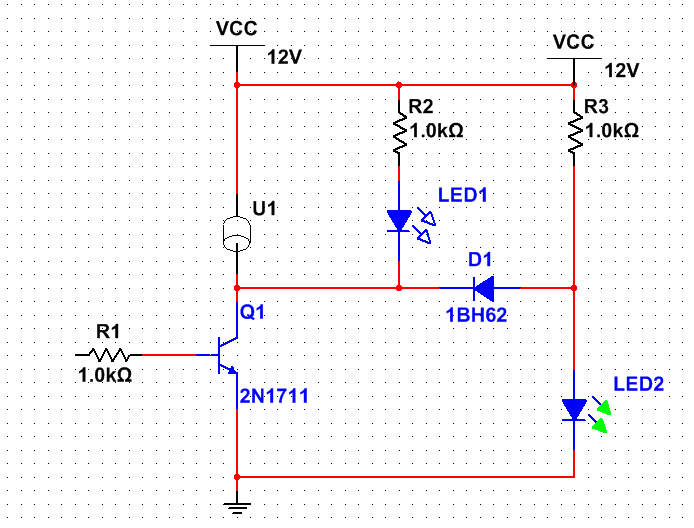 VCC
12V
VCC
12V
R2
1.0kΩ
R3
1.0kΩ
LED1
U1
D1
1BH62
Q1
R1
1.0kΩ
2N1711
LED2